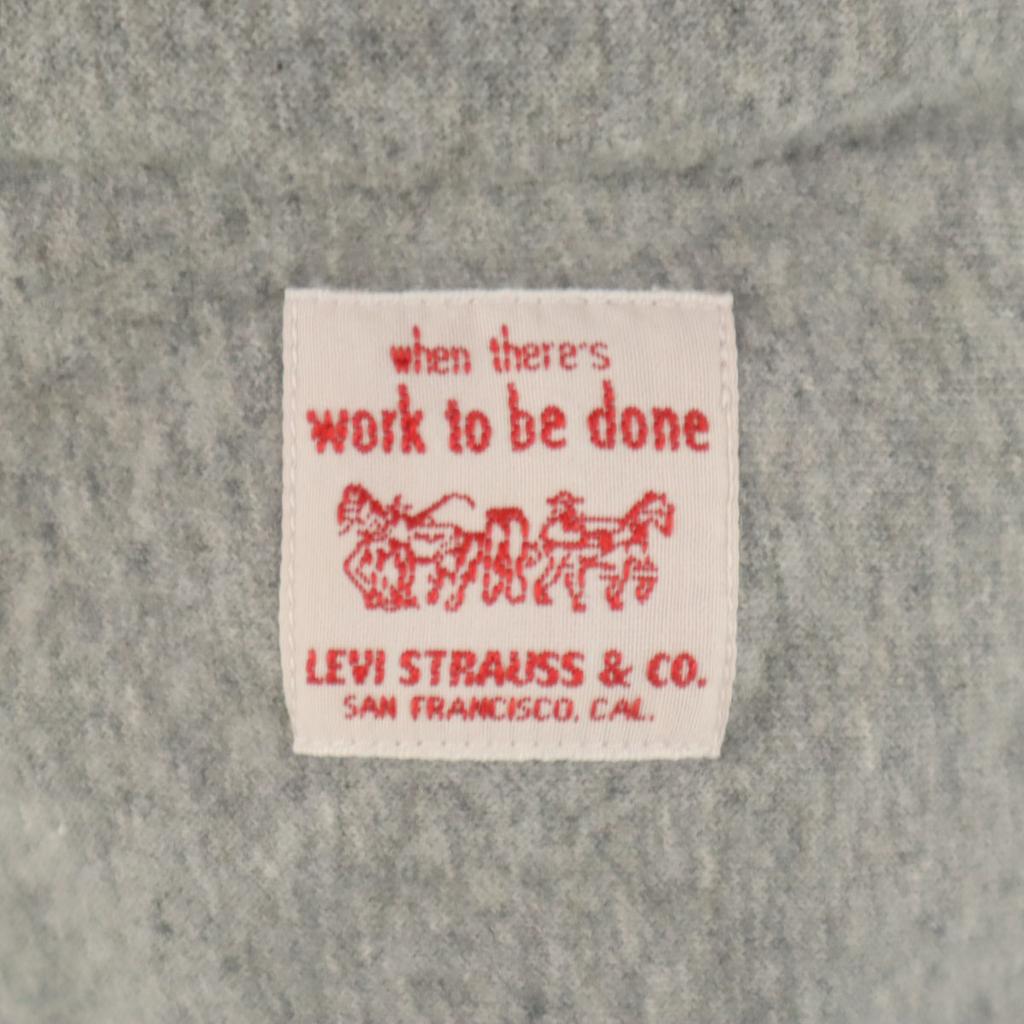 when there's
work to be done
LEVI STRAUSS & CO.
SAN FRANCISCO, CAL.